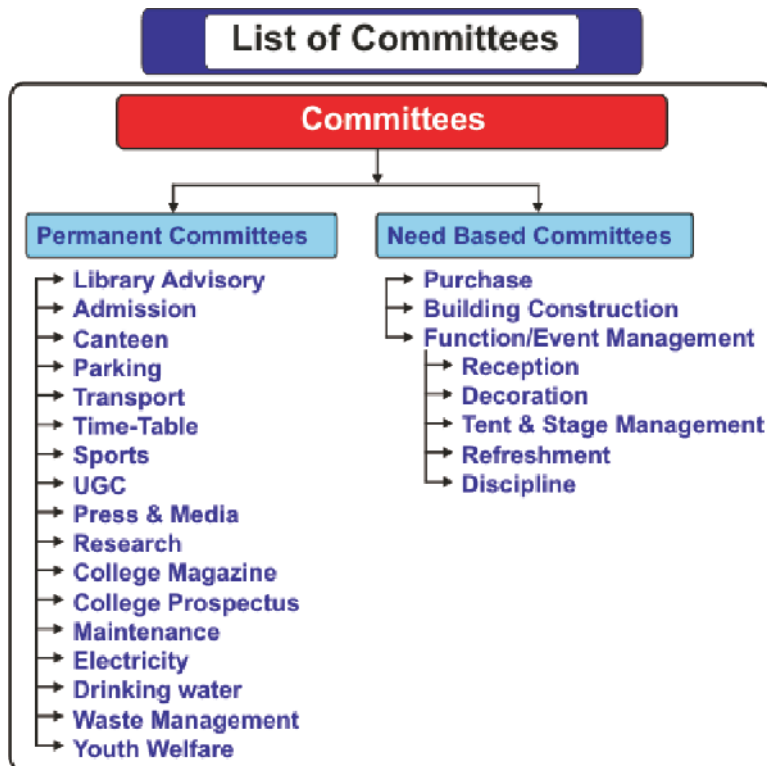 List of Committees
Committees
Permanent Committees
Library Advisory
Admission
Canteen
Parking
Transport
Time-Table
Sports
UGC
Press & Media
Research
College Magazine
College Prospectus
Maintenance
Electricity
Drinking water
Waste Management
Youth Welfare
Need Based Committees
Purchase
Building Construction
Function/Event Management
Reception
Decoration
Tent & Stage Management
Refreshment
Discipline